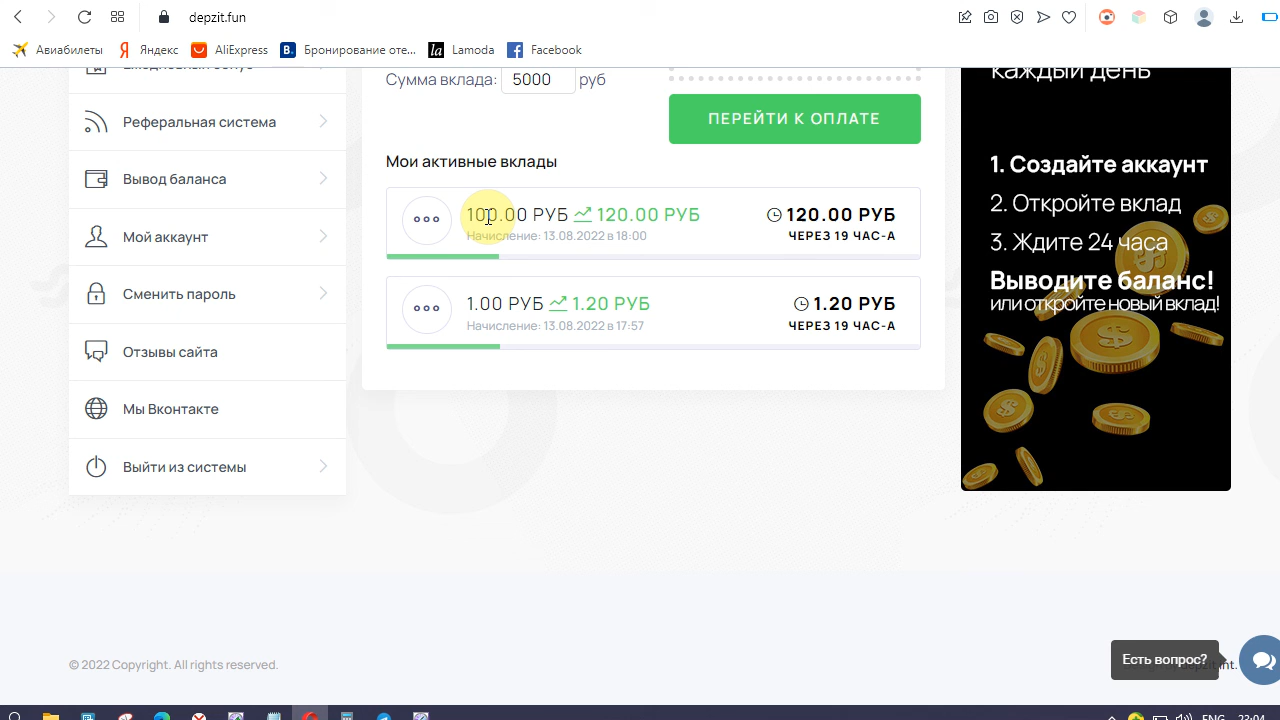 depzit.fun
Авиабилеты
Яндекс
AliExpress
Бронирование оте...
Lamoda
Facebook
Сумма вклада: 5000 руб
ПЕРЕЙТИ К ОПЛАТЕ
Реферальная система
Вывод баланса
Мой аккаунт
Сменить пароль
Отзывы сайта
Мы Вконтакте
Выйти из системы
Мои активные вклады
100.00 РУБ 120.00 РУБ
Начисление: 13.08.2022 в 18:00
120.00 РУБ
ЧЕРЕЗ 19 ЧАС-А
1.00 РУБ 1.20 РУБ
Начисление: 13.08.2022 в 17:57
1.20 РУБ
ЧЕРЕЗ 19 ЧАС-А
каждый день
1. Создайте аккаунт
2. Откройте вклад
3. Ждите 24 часа
Выводите баланс!
или откройте новый вклад!
© 2022 Copyright. All rights reserved.
Есть вопрос?
ENG
23:04